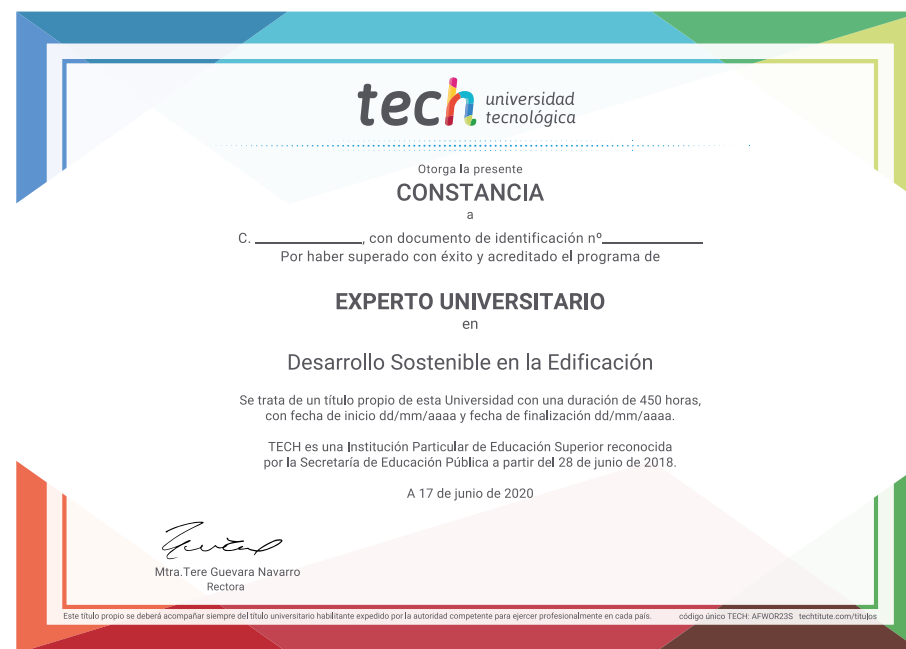 tech universidad
tecnológica
Otorga la presente
CONSTANCIA
a
C. ____________, con documento de identificación nº____________
Por haber superado con éxito y acreditado el programa de
EXPERTO UNIVERSITARIO
en
Desarrollo Sostenible en la Edificación
Se trata de un título propio de esta Universidad con una duración de 450 horas,
con fecha de inicio dd/mm/aaaa y fecha de finalización dd/mm/aaaa.
TECH es una Institución Particular de Educación Superior reconocida
por la Secretaría de Educación Pública a partir del 28 de junio de 2018.
A 17 de junio de 2020
Mtra.Tere Guevara Navarro
Rectora
Este título propio se deberá acompañar siempre del título universitario habilitante expedido por la autoridad competente para ejercer profesionalmente en cada país. código único TECH: AFWOR23S techtitute.com/titulos